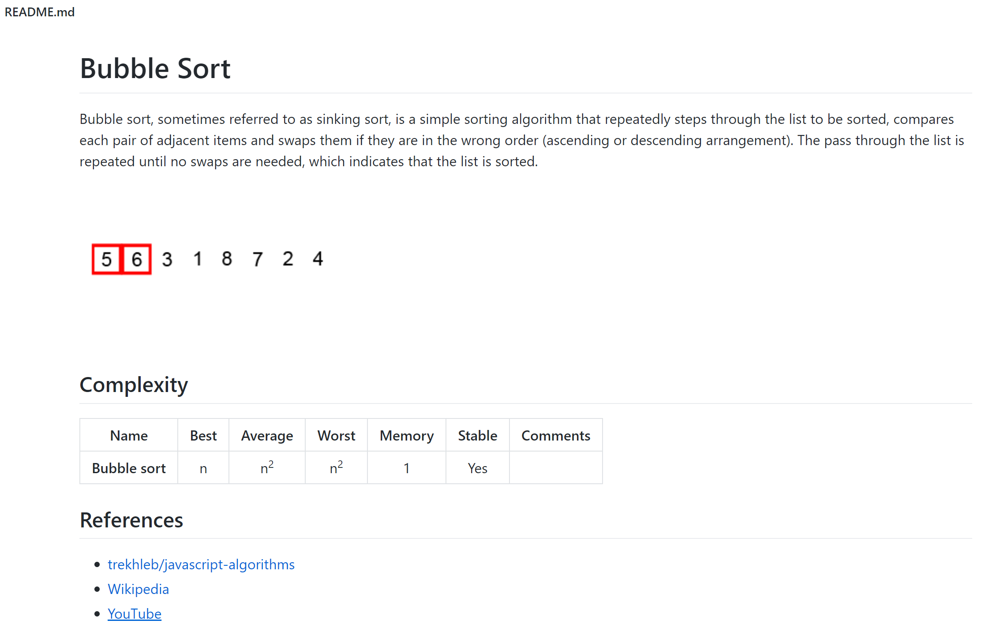 README.md
Bubble Sort
Bubble sort, sometimes referred to as sinking sort, is a simple sorting algorithm that repeatedly steps through the list to be sorted, compares
each pair of adjacent items and swaps them if they are in the wrong order (ascending or descending arrangement). The pass through the list is
repeated until no swaps are needed, which indicates that the list is sorted.
5 6 3 1 8 7 2 4
Complexity
Name Best Average Worst Memory Stable Comments
Bubble sort n n² n² 1 Yes
References
trekhleb/javascript-algorithms
Wikipedia
YouTube